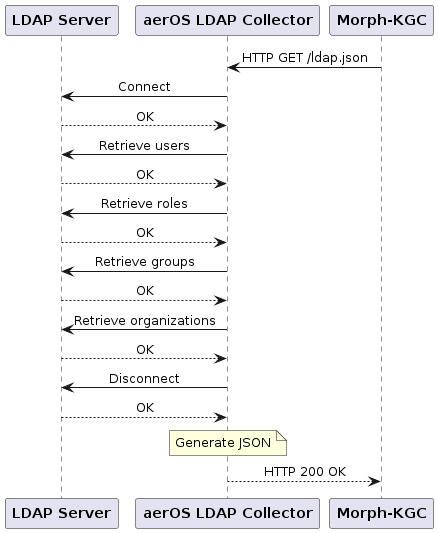 LDAP Server
aerOS LDAP Collector
Morph-KGC
HTTP GET /ldap.json
Connect
OK
Retrieve users
OK
Retrieve roles
OK
Retrieve groups
OK
Retrieve organizations
OK
Disconnect
OK
Generate JSON
HTTP 200 OK
LDAP Server
aerOS LDAP Collector
Morph-KGC